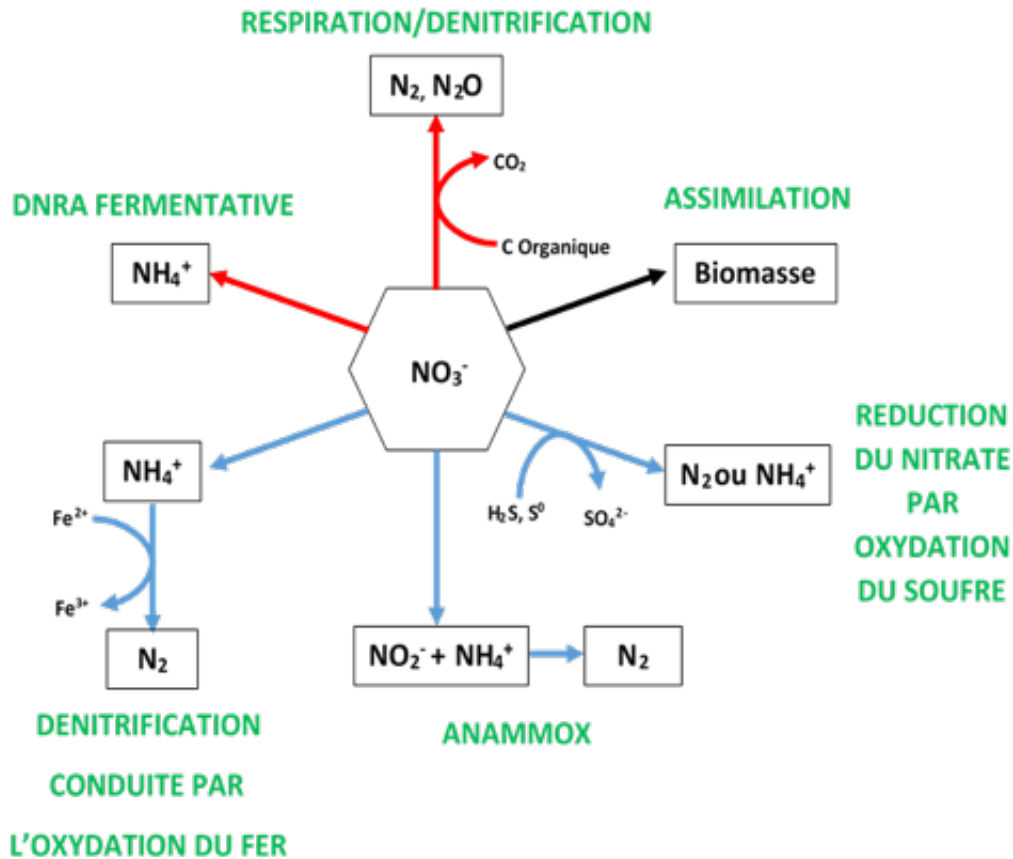 RESPIRATION/DENITRIFICATION
N₂, N₂O
CO₂
C Organique
DNRA FERMENTATIVE
NH₄⁺
ASSIMILATION
Biomasse
NO₃⁻
NH₄⁺
Fe²⁺
Fe³⁺
N₂
DENITRIFICATION
CONDUITE PAR
L’OXYDATION DU FER
NO₂⁻ + NH₄⁺
N₂
ANAMMOX
H₂S, S⁰
SO₄²⁻
N₂ ou NH₄⁺
REDUCTION
DU NITRATE
PAR
OXYDATION
DU SOUFRE